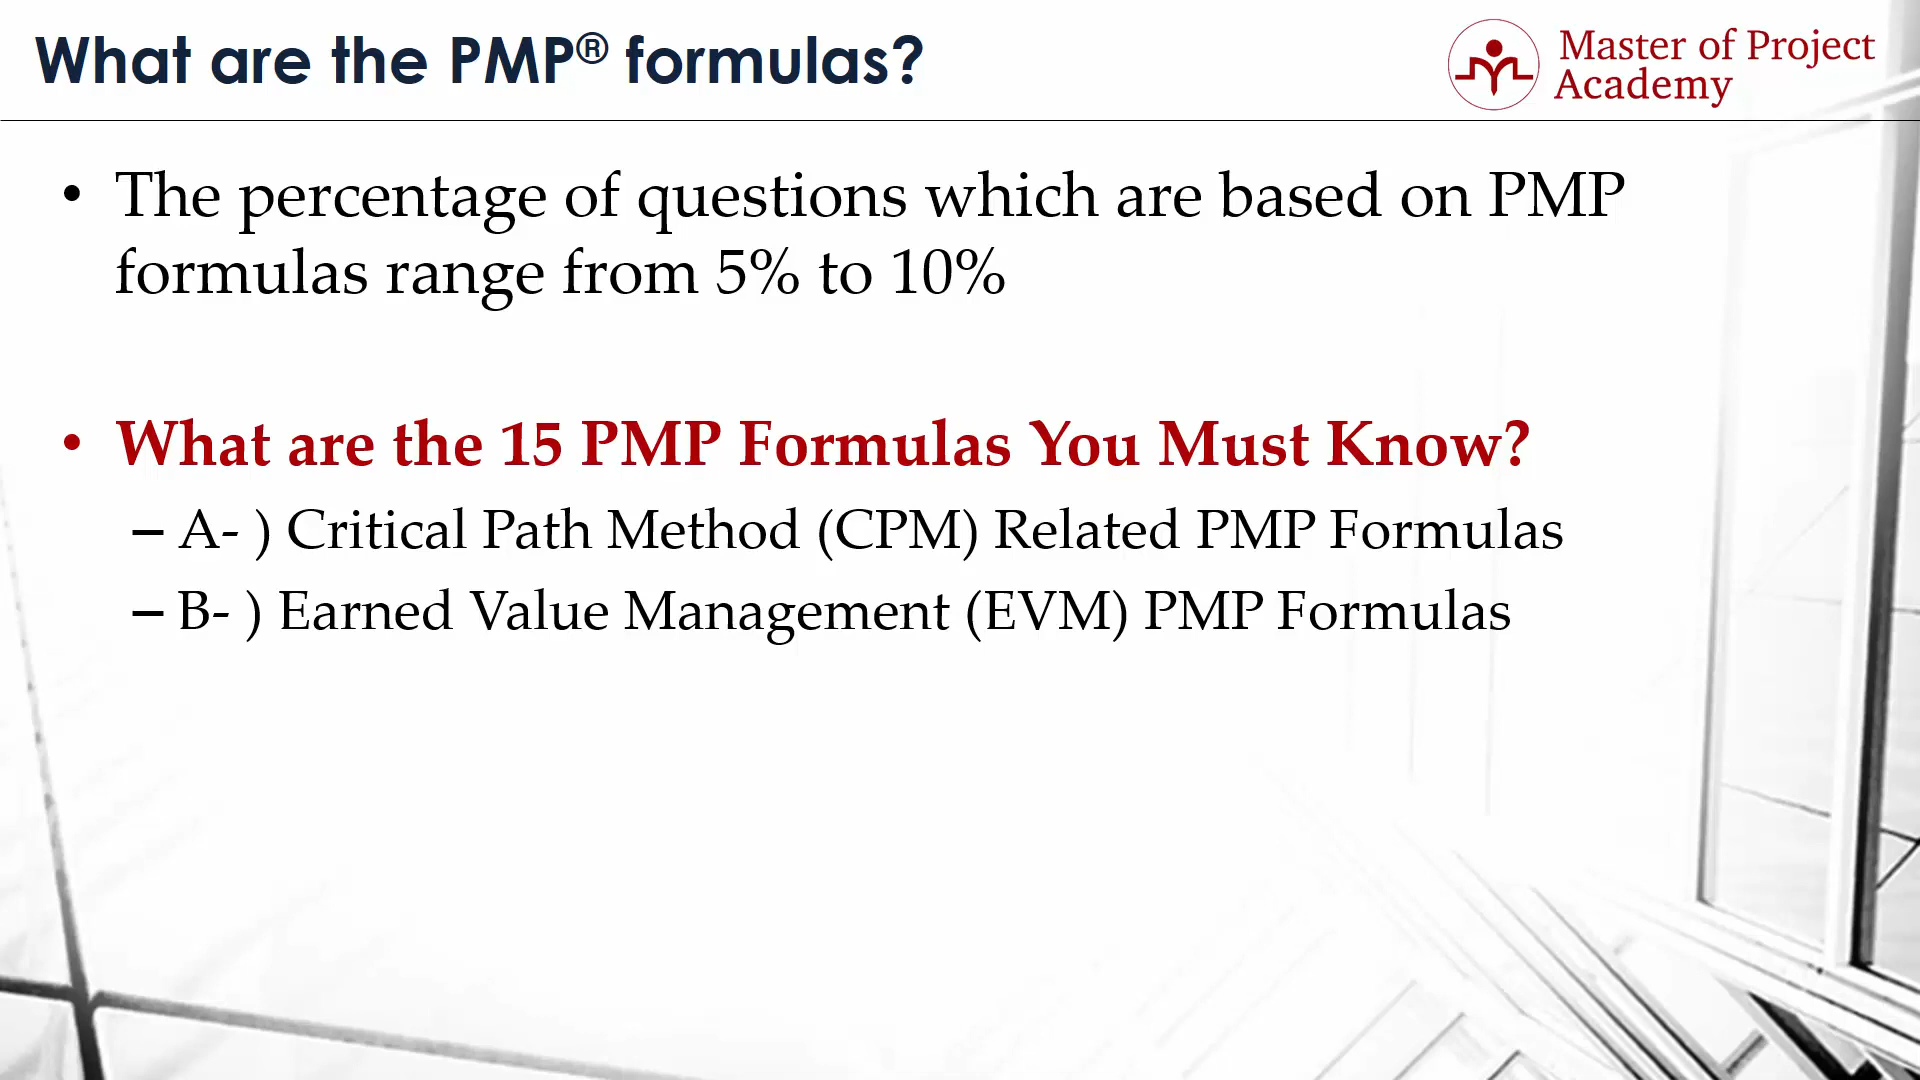 What are the PMP® formulas?
Master of Project
Academy
• The percentage of questions which are based on PMP
formulas range from 5% to 10%
• What are the 15 PMP Formulas You Must Know?
– A- ) Critical Path Method (CPM) Related PMP Formulas
– B- ) Earned Value Management (EVM) PMP Formulas